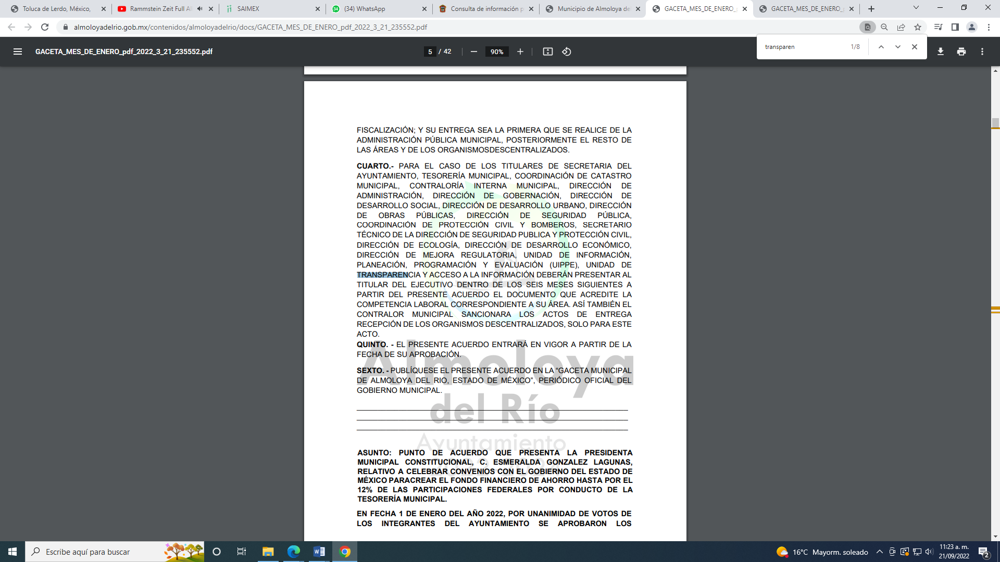 Toluca de Lerdo, México,
Rammstein Zeit Full Al
SAIMEX
(34) WhatsApp
Consulta de información p
Municipio de Almoloya del
GACETA_MES_DE_ENERO_
GACETA_MES_DE_ENERO_
almoloyadelrio.gob.mx/contenidos/almoloyadelrio/docs/GACETA_MES_DE_ENERO_pdf_2022_3_21_235552.pdf
GACETA_MES_DE_ENERO_pdf_2022_3_21_235552.pdf
5 / 42
90%
transparen
1/8
FISCALIZACIÓN; Y SU ENTREGA SEA LA PRIMERA QUE SE REALICE DE LA
ADMINISTRACIÓN PÚBLICA MUNICIPAL, POSTERIORMENTE EL RESTO DE
LAS ÁREAS Y DE LOS ORGANISMOSDESCENTRALIZADOS.
CUARTO.- PARA EL CASO DE LOS TITULARES DE SECRETARIA DEL
AYUNTAMIENTO, TESORERÍA MUNICIPAL, COORDINACIÓN DE CATASTRO
MUNICIPAL, CONTRALORÍA INTERNA MUNICIPAL, DIRECCIÓN DE
ADMINISTRACIÓN, DIRECCIÓN DE GOBERNACIÓN, DIRECCIÓN DE
DESARROLLO SOCIAL, DIRECCIÓN DE DESARROLLO URBANO, DIRECCIÓN
DE OBRAS PÚBLICAS, DIRECCIÓN DE SEGURIDAD PÚBLICA,
COORDINACIÓN DE PROTECCIÓN CIVIL Y BOMBEROS, SECRETARIO
TÉCNICO DE LA DIRECCIÓN DE SEGURIDAD PUBLICA Y PROTECCIÓN CIVIL,
DIRECCIÓN DE ECOLOGÍA, DIRECCIÓN DE DESARROLLO ECONÓMICO,
DIRECCIÓN DE MEJORA REGULATORIA, UNIDAD DE INFORMACIÓN,
PLANEACIÓN, PROGRAMACIÓN Y EVALUACIÓN (UIPPE), UNIDAD DE
TRANSPARENCIA Y ACCESO A LA INFORMACIÓN DEBERÁN PRESENTAR AL
TITULAR DEL EJECUTIVO DENTRO DE LOS SEIS MESES SIGUIENTES A
PARTIR DEL PRESENTE ACUERDO EL DOCUMENTO QUE ACREDITE LA
COMPETENCIA LABORAL CORRESPONDIENTE A SU ÁREA. ASÍ TAMBIÉN EL
CONTRALOR MUNICIPAL SANCIONARA LOS ACTOS DE ENTREGA
RECEPCIÓN DE LOS ORGANISMOS DESCENTRALIZADOS, SOLO PARA ESTE
ACTO.
QUINTO. - EL PRESENTE ACUERDO ENTRARÁ EN VIGOR A PARTIR DE LA
FECHA DE SU APROBACIÓN.
SEXTO. - PUBLÍQUESE EL PRESENTE ACUERDO EN LA “GACETA MUNICIPAL
DE ALMOLOYA DEL RIO, ESTADO DE MÉXICO”, PERIÓDICO OFICIAL DEL
GOBIERNO MUNICIPAL.
Almoloya
del Río
Ayuntamiento
ASUNTO: PUNTO DE ACUERDO QUE PRESENTA LA PRESIDENTA
MUNICIPAL CONSTITUCIONAL, C. ESMERALDA GONZALEZ LAGUNAS,
RELATIVO A CELEBRAR CONVENIOS CON EL GOBIERNO DEL ESTADO DE
MÉXICO PARACREAR EL FONDO FINANCIERO DE AHORRO HASTA POR EL
12% DE LAS PARTICIPACIONES FEDERALES POR CONDUCTO DE LA
TESORERÍA MUNICIPAL.
EN FECHA 1 DE ENERO DEL AÑO 2022, POR UNANIMIDAD DE VOTOS DE
LOS INTEGRANTES DEL AYUNTAMIENTO SE APROBARON LOS
Escribe aquí para buscar
16°C Mayorm. soleado
11:23 a. m.
21/09/2022
2